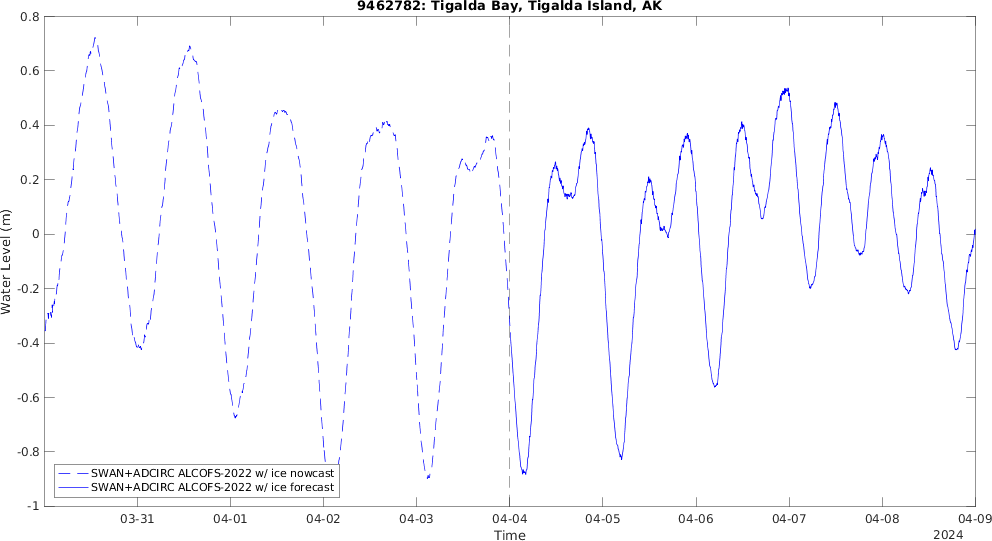 9462782: Tigalda Bay, Tigalda Island, AK
0.8
0.6
0.4
0.2
0
-0.2
-0.4
-0.6
-0.8
-1
Water Level (m)
SWAN+ADCIRC ALCOFS-2022 w/ ice nowcast
SWAN+ADCIRC ALCOFS-2022 w/ ice forecast
03-31 04-01 04-02 04-03 04-04 04-05 04-06 04-07 04-08 04-09
Time
2024